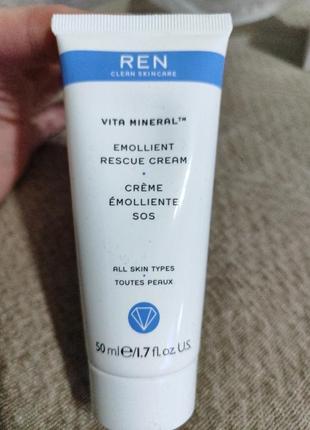 REN
CLEAN SKINCARE
VITA MINERAL™
EMOLLIENT
RESCUE CREAM
•
CRÈME
ÉMOLLIENTE
SOS
ALL SKIN TYPES
•
TOUTES PEAUX
50 ml ℮/1.7 fl.oz. U.S.